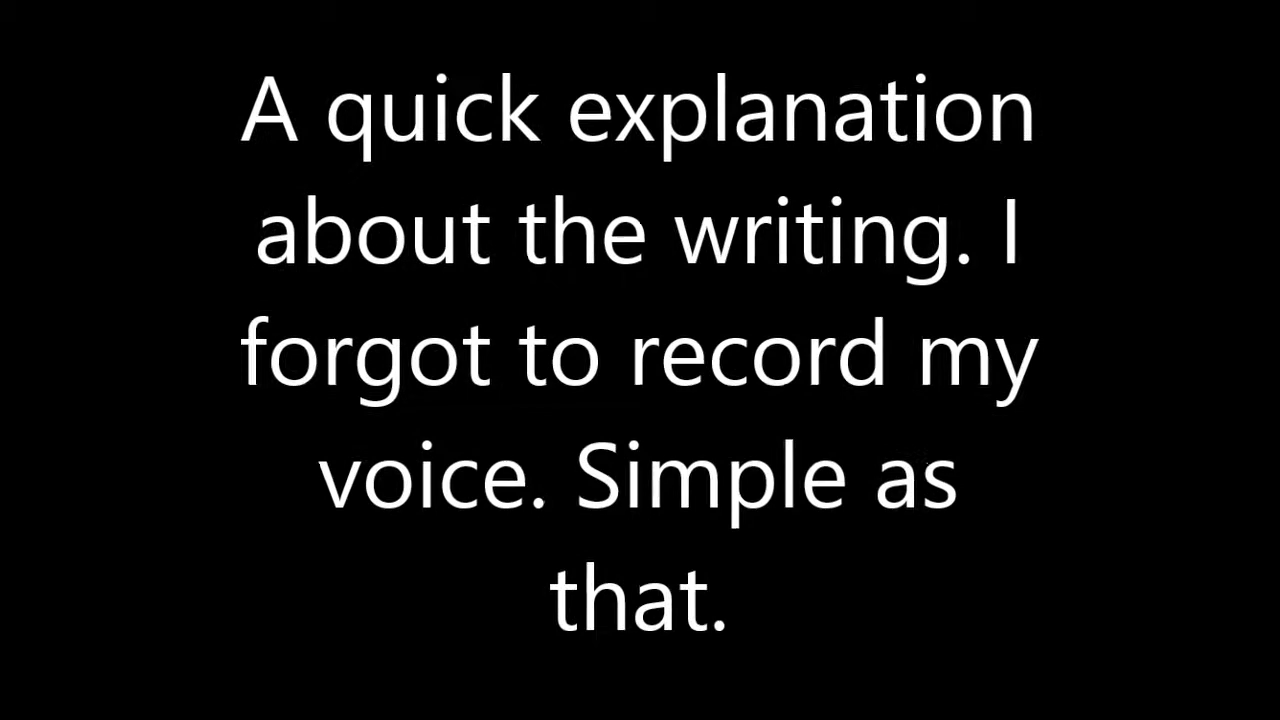 A quick explanation
about the writing. I
forgot to record my
voice. Simple as
that.